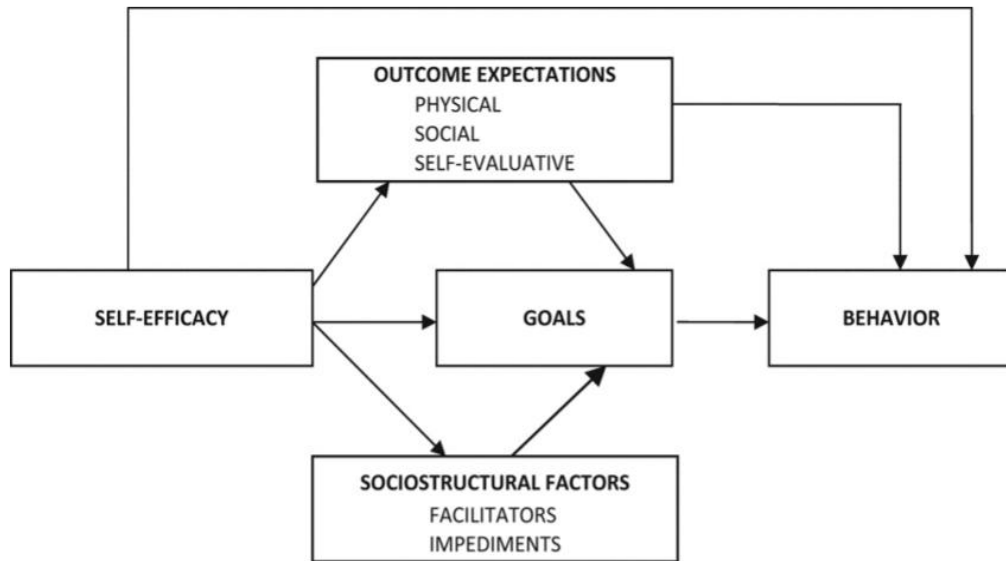 OUTCOME EXPECTATIONS
PHYSICAL
SOCIAL
SELF-EVALUATIVE
SELF-EFFICACY
GOALS
BEHAVIOR
SOCIOSTRUCTURAL FACTORS
FACILITATORS
IMPEDIMENTS